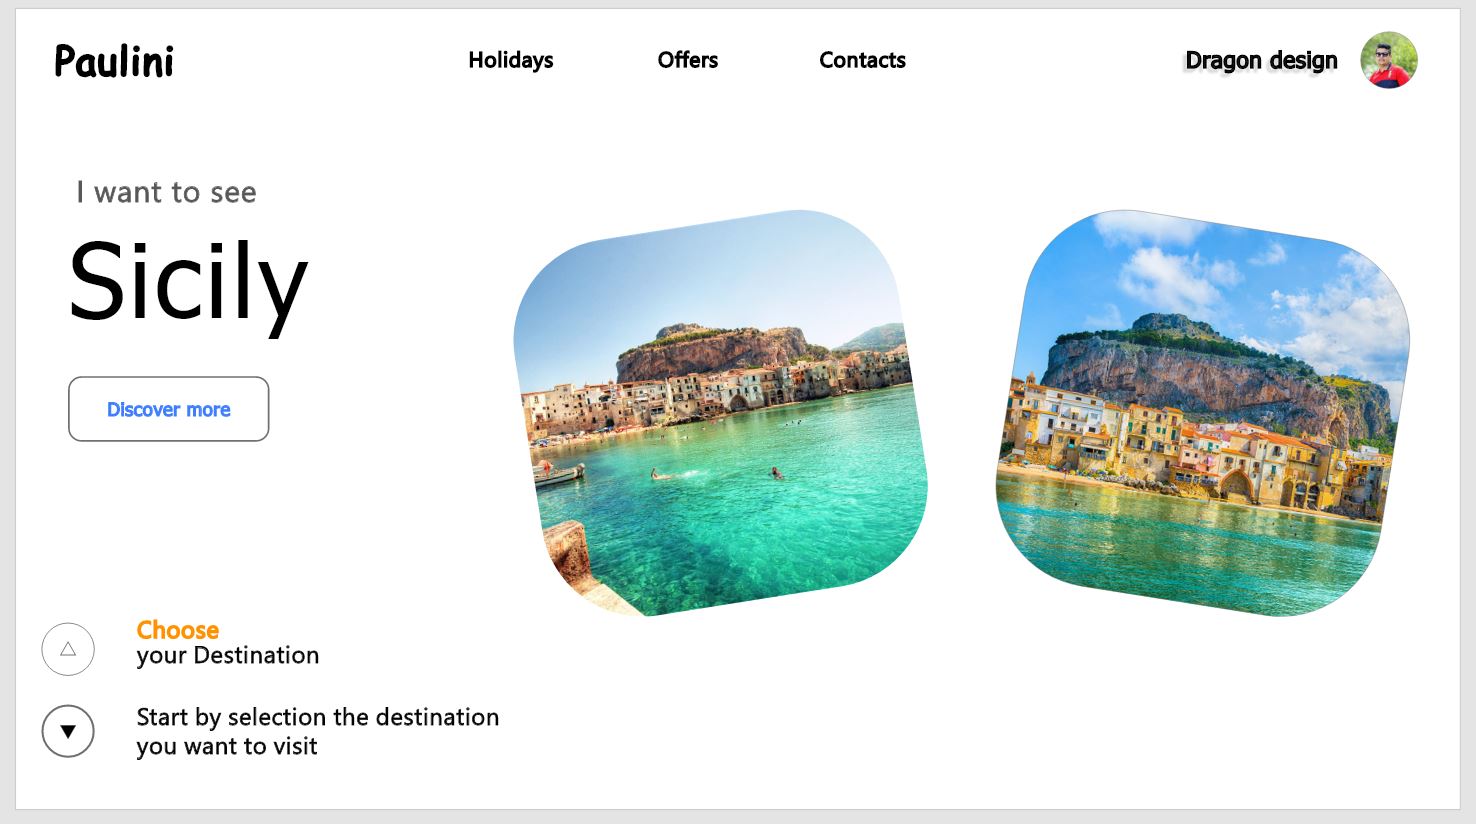 Paulini
Holidays
Offers
Contacts
Dragon design
I want to see
Sicily
Discover more
Choose
your Destination
Start by selection the destination
you want to visit